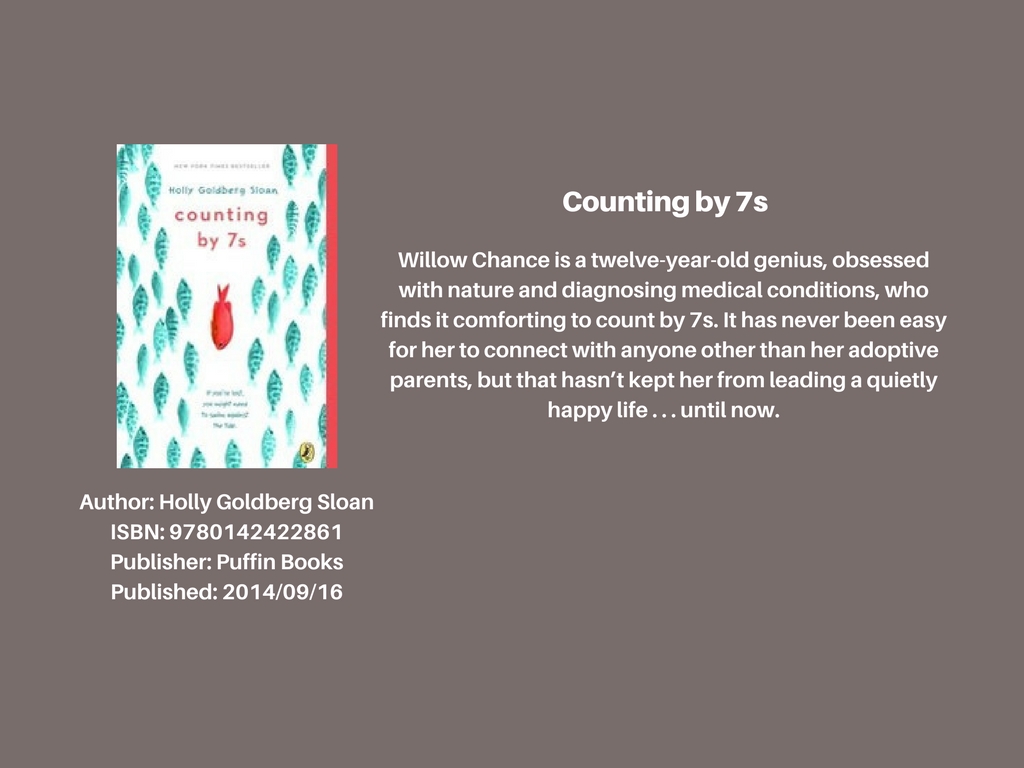 NEW YORK TIMES BESTSELLER
Holly Goldberg Sloan
counting
by 7s
If you're lost,
you might need
to swim against
the tide.
Author: Holly Goldberg Sloan
ISBN: 9780142422861
Publisher: Puffin Books
Published: 2014/09/16
Counting by 7s
Willow Chance is a twelve-year-old genius, obsessed
with nature and diagnosing medical conditions, who
finds it comforting to count by 7s. It has never been easy
for her to connect with anyone other than her adoptive
parents, but that hasn’t kept her from leading a quietly
happy life . . . until now.